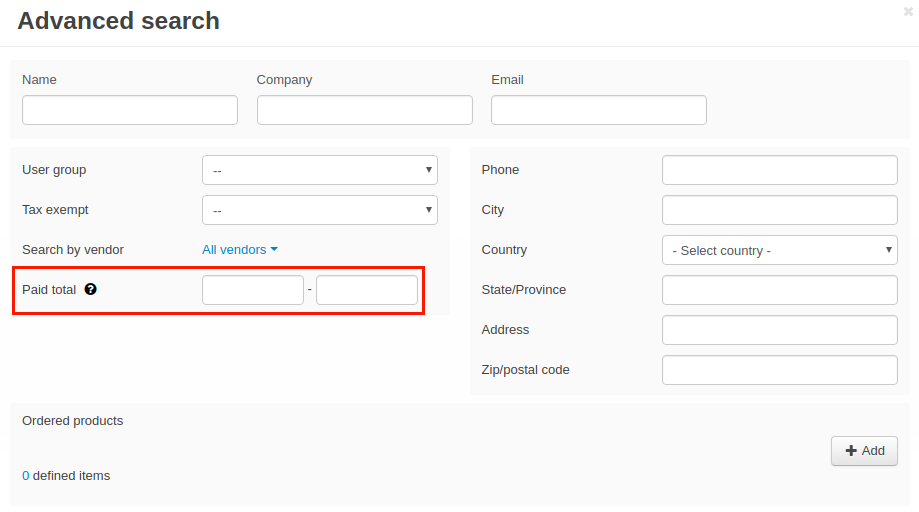 Advanced search
Name Company Email
User group --
Tax exempt --
Search by vendor All vendors
Paid total ? -
Phone
City
Country - Select country -
State/Province
Address
Zip/postal code
Ordered products
Add
0 defined items